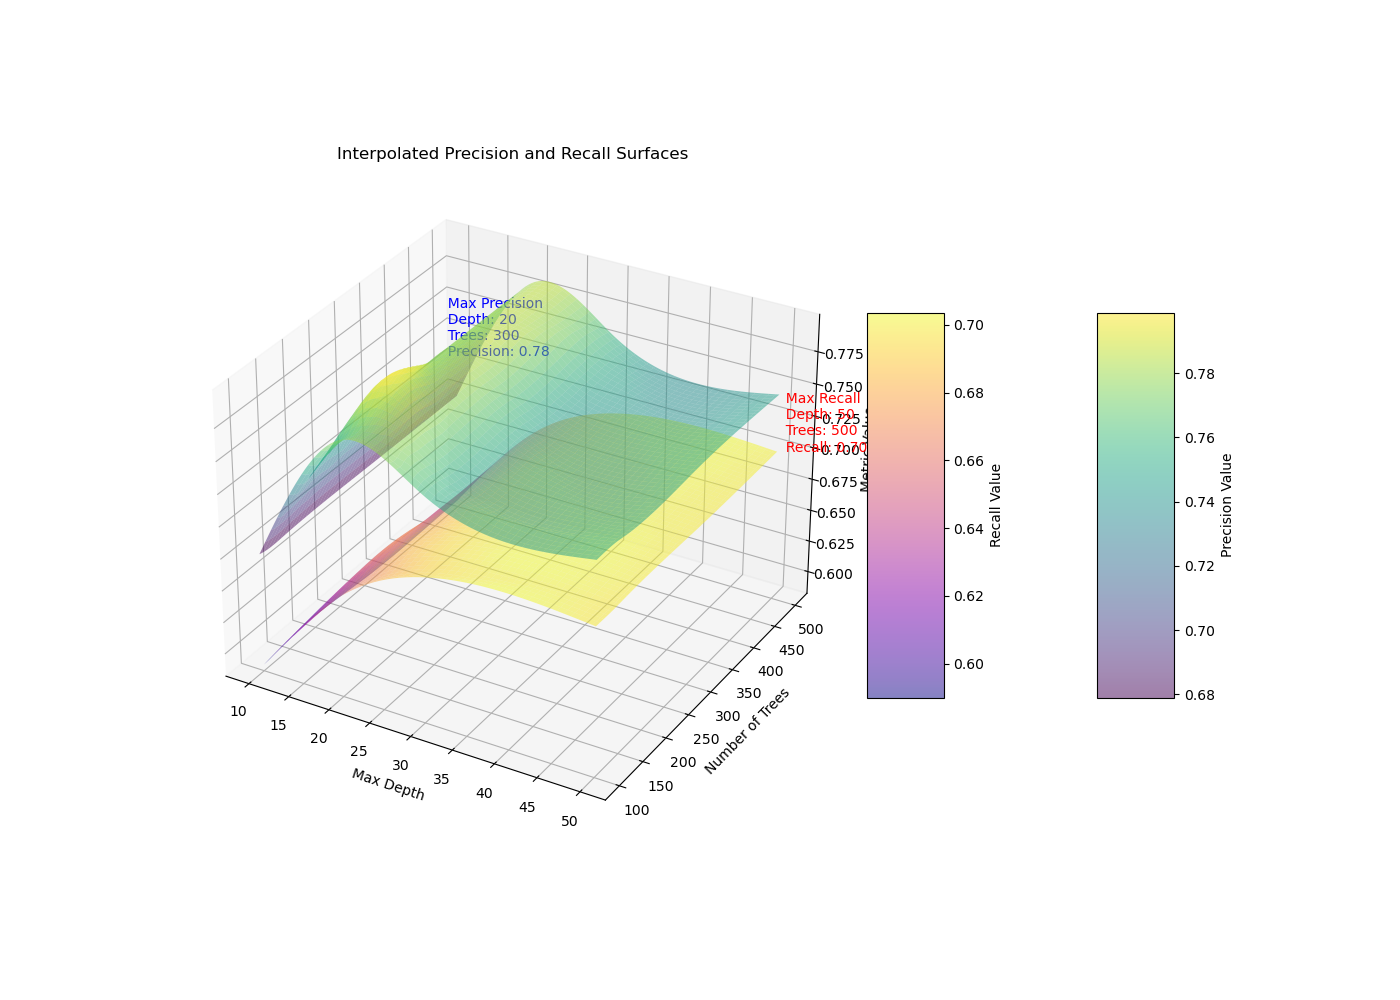 Interpolated Precision and Recall Surfaces
Max Precision
Depth: 20
Trees: 300
Precision: 0.78
Max Recall
Depth: 50
Trees: 500
Recall: 0.70
0.775
0.750
0.725
0.700
0.675
0.650
0.625
0.600
10
15
20
25
30
35
40
45
50
Max Depth
100
150
200
250
300
350
400
450
500
Number of Trees
0.70
0.68
0.66
0.64
0.62
0.60
Recall Value
0.78
0.76
0.74
0.72
0.70
0.68
Precision Value